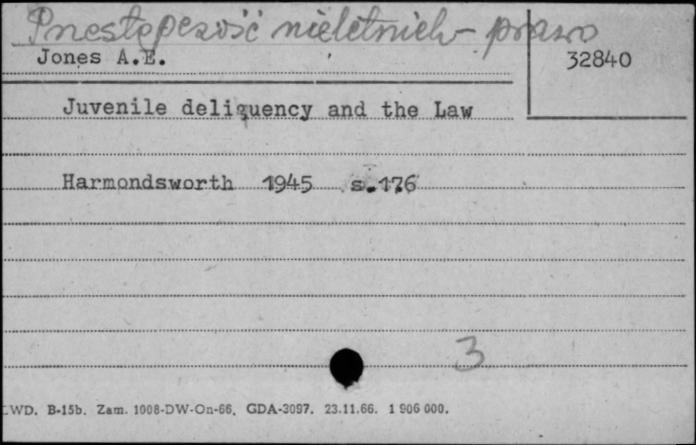 Przestępczość nieletnich - prawo
Jones A.E.
32840
Juvenile deliquency and the Law
Harmondsworth 1945 s.176
3
LWD. B-15b. Zam. 1008-DW-On-66. GDA-3097. 23.11.66. 1 906 000.